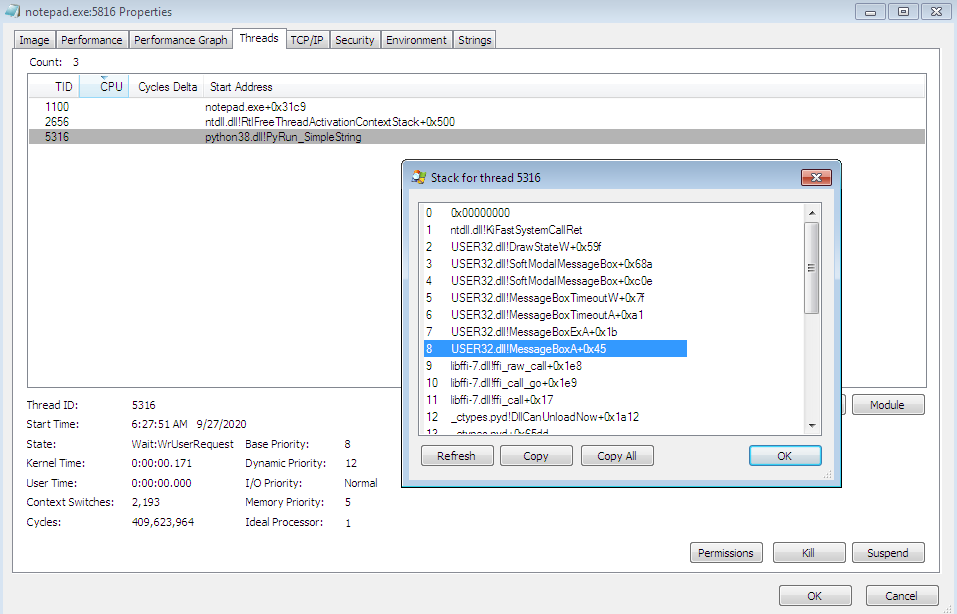 notepad.exe:5816 Properties
Image Performance Performance Graph Threads TCP/IP Security Environment Strings
Count: 3
TID CPU Cycles Delta Start Address
1100 notepad.exe+0x31c9
2656 ntdll.dll!RtlFreeThreadActivationContextStack+0x500
5316 python38.dll!PyRun_SimpleString
Stack for thread 5316
0 0x00000000
1 ntdll.dll!KiFastSystemCallRet
2 USER32.dll!DrawStateW+0x59f
3 USER32.dll!SoftModalMessageBox+0x68a
4 USER32.dll!SoftModalMessageBox+0xc0e
5 USER32.dll!MessageBoxTimeoutW+0x7f
6 USER32.dll!MessageBoxTimeoutA+0xa1
7 USER32.dll!MessageBoxExA+0x1b
8 USER32.dll!MessageBoxA+0x45
9 libffi-7.dll!ffi_raw_call+0x1e8
10 libffi-7.dll!ffi_call_go+0x1e9
11 libffi-7.dll!ffi_call+0x17
12 _ctypes.pyd!DllCanUnloadNow+0x1a12
Refresh Copy Copy All OK
Thread ID: 5316
Module
Start Time: 6:27:51 AM 9/27/2020
State: Wait:WrUserRequest Base Priority: 8
Kernel Time: 0:00:00.171 Dynamic Priority: 12
User Time: 0:00:00.000 I/O Priority: Normal
Context Switches: 2,193 Memory Priority: 5
Cycles: 409,623,964 Ideal Processor: 1
Permissions Kill Suspend
OK Cancel